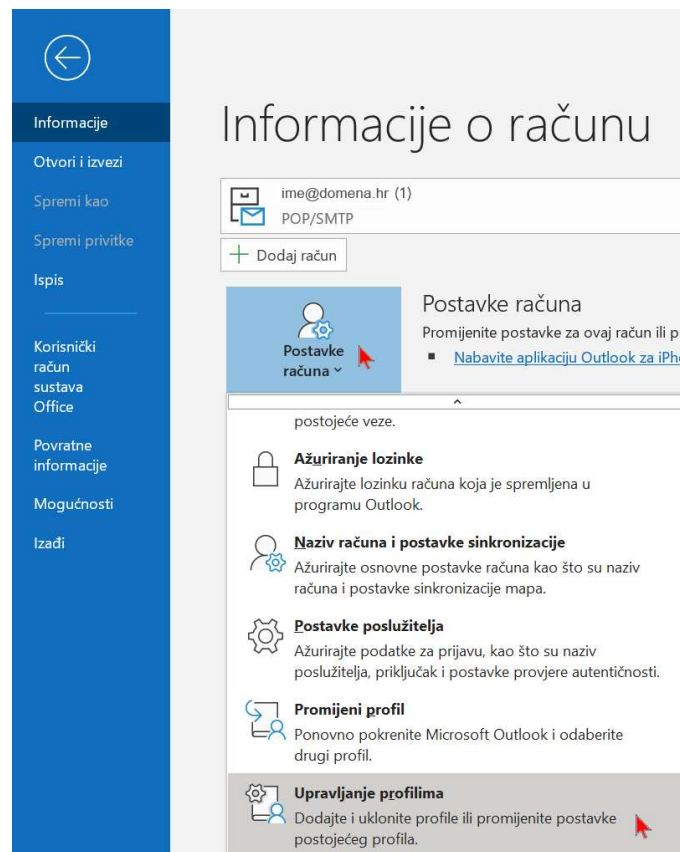 Informacije
Otvori i izvezi
Spremi kao
Spremi privitke
Ispis
Korisnički
račun
sustava
Office
Povratne
informacije
Mogućnosti
Izađi
Informacije o računu
ime@domena.hr (1)
POP/SMTP
Dodaj račun
Postavke
računa
Postavke računa
Promijenite postavke za ovaj račun ili p
Nabavite aplikaciju Outlook za iPh
postojeće veze.
Ažuriranje lozinke
Ažurirajte lozinku računa koja je spremljena u
programu Outlook.
Naziv računa i postavke sinkronizacije
Ažurirajte osnovne postavke računa kao što su naziv
računa i postavke sinkronizacije mapa.
Postavke poslužitelja
Ažurirajte podatke za prijavu, kao što su naziv
poslužitelja, priključak i postavke provjere autentičnosti.
Promijeni profil
Ponovno pokrenite Microsoft Outlook i odaberite
drugi profil.
Upravljanje profilima
Dodajte i uklonite profile ili promijenite postavke
postojećeg profila.